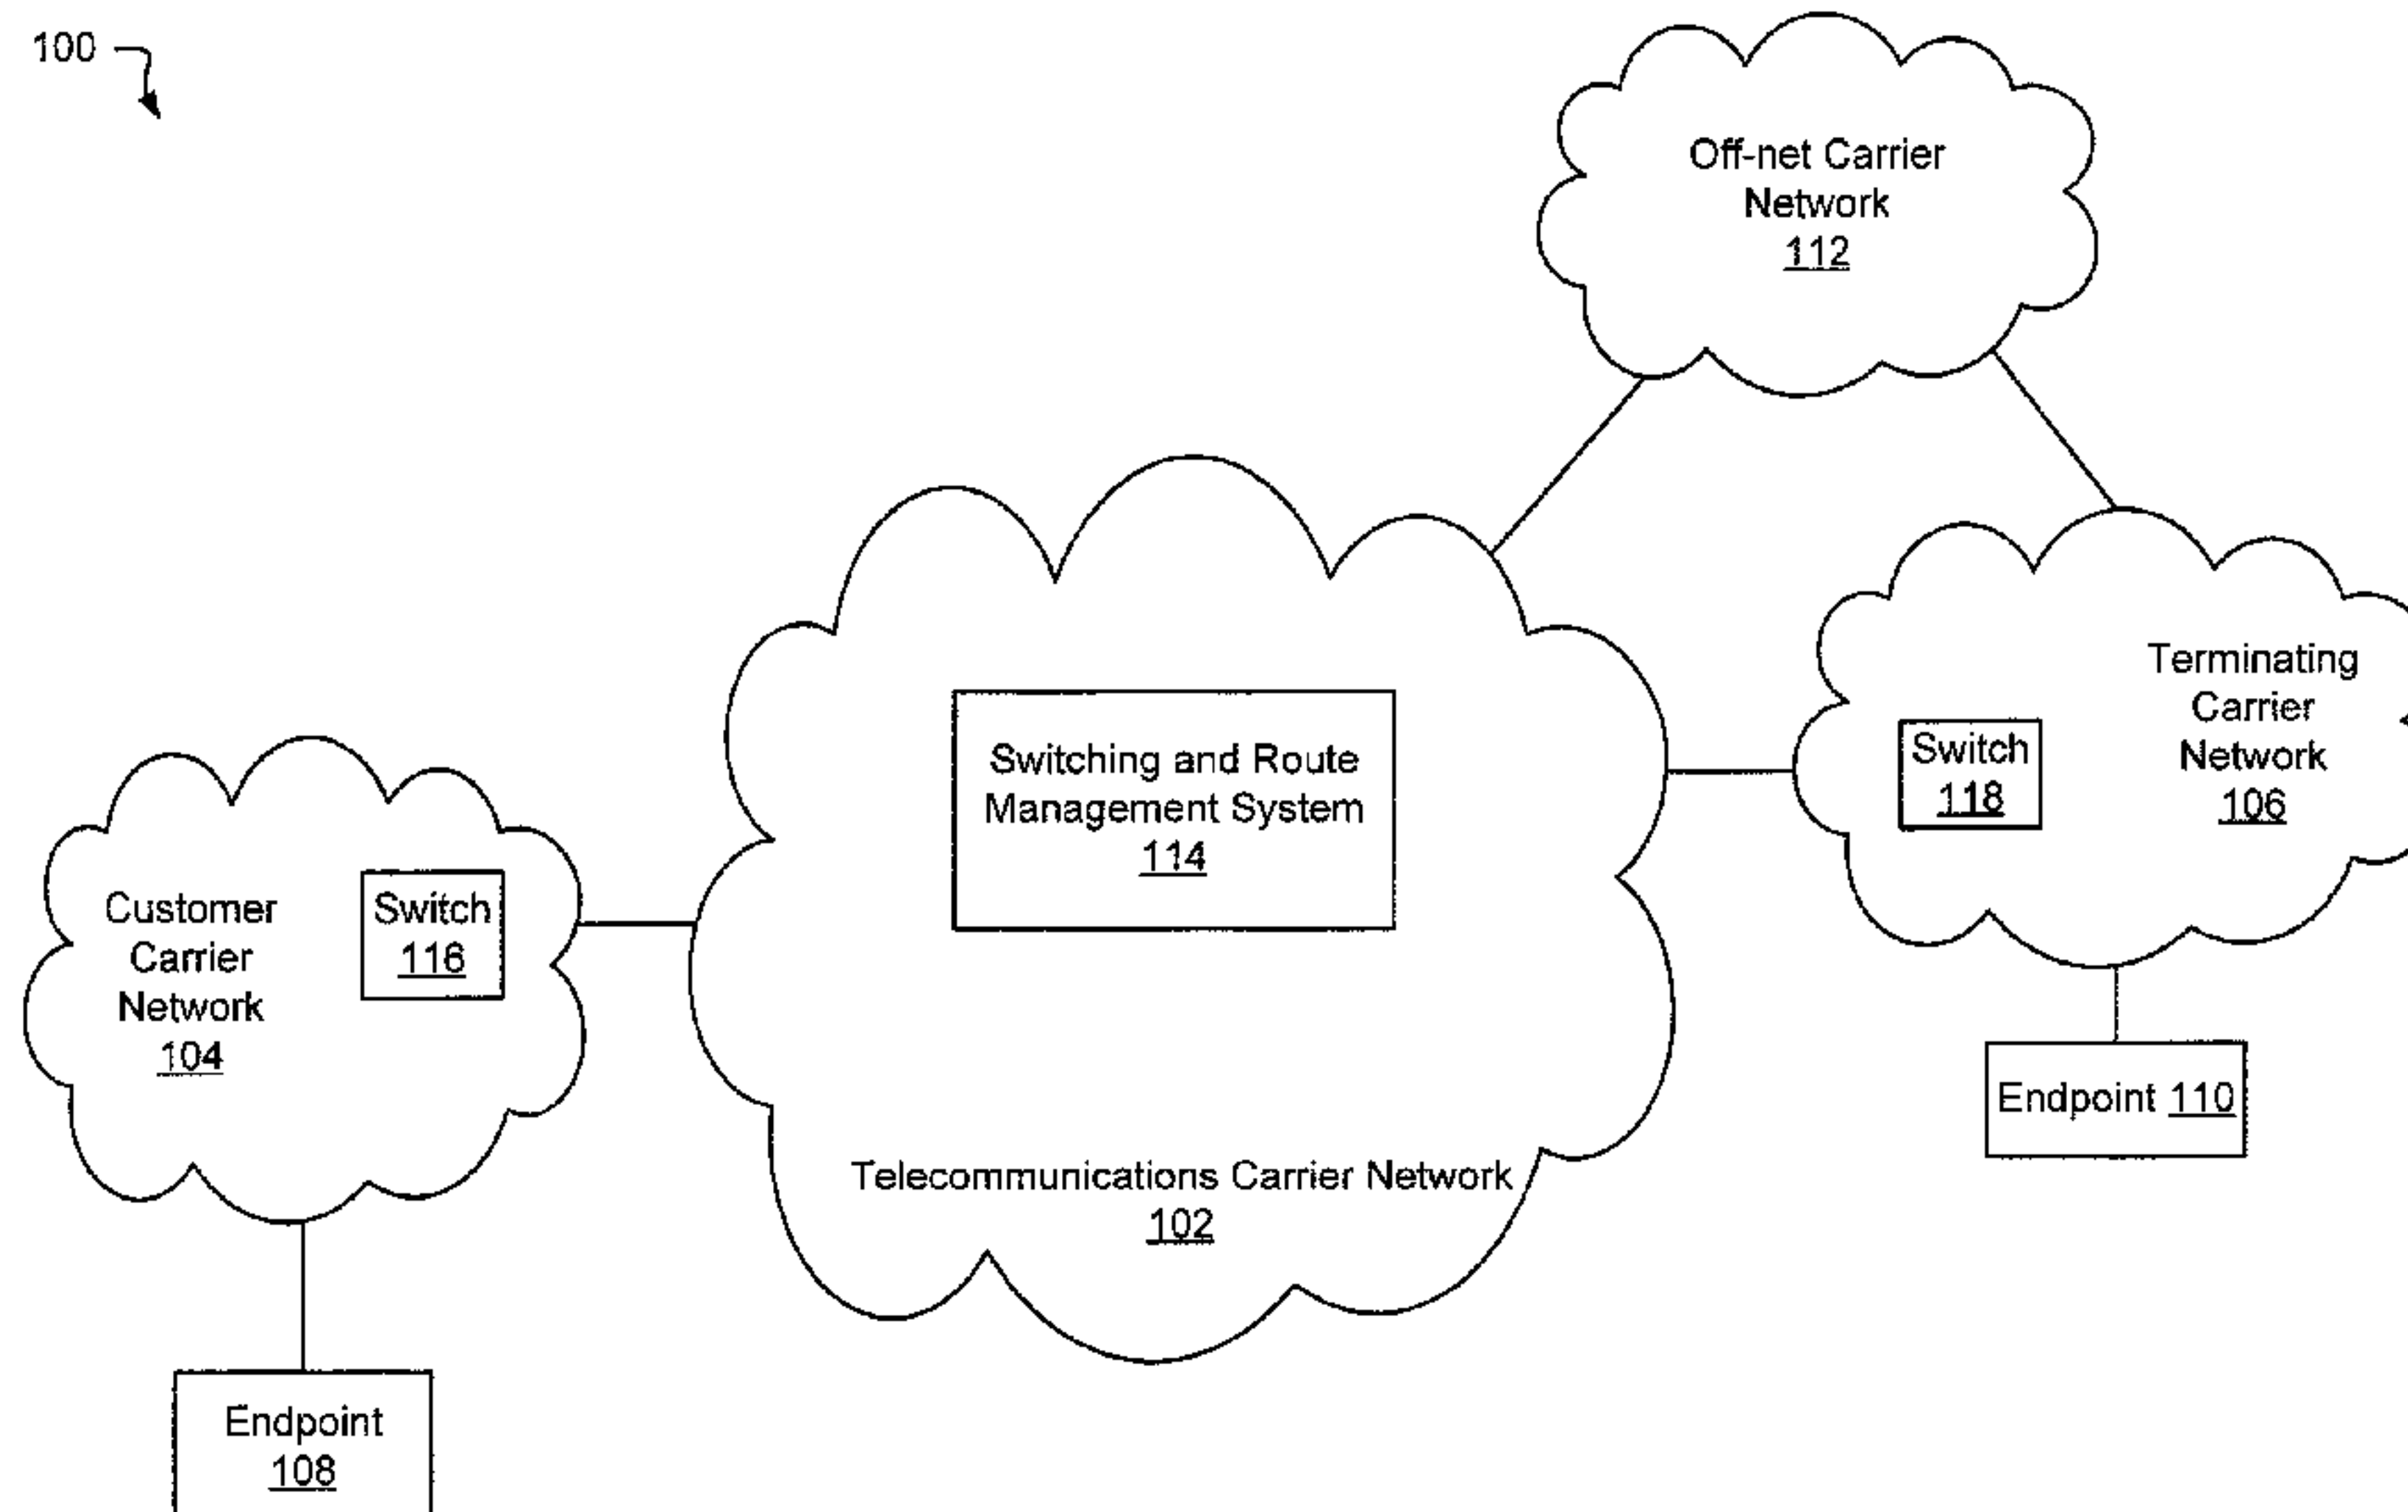 100
Off-net Carrier
Network
112
Terminating
Carrier
Network
106
Switch
118
Switching and Route
Management System
114
Customer
Carrier
Network
104
Switch
116
Endpoint 110
Telecommunications Carrier Network
102
Endpoint
108